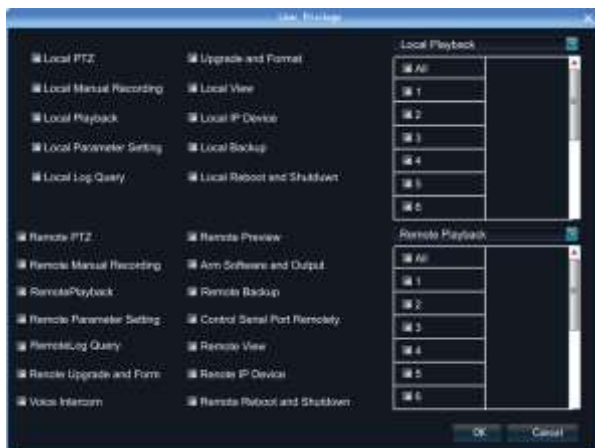 User Privilege
Local PTZ
Upgrade and Format
Local Manual Recording
Local View
Local Playback
Local IP Device
Local Parameter Setting
Local Backup
Local Log Query
Local Reboot and Shutdown
Local Playback
All
1
2
3
4
5
6
Remote PTZ
Remote Preview
Remote Manual Recording
Arm Software and Output
RemotePlayback
Remote Backup
Remote Parameter Setting
Control Serial Port Remotely
RemoteLog Query
Remote View
Remote Upgrade and Form
Remote IP Device
Voice Intercom
Remote Reboot and Shutdown
Remote Playback
All
1
2
3
4
5
6
OK
Cancel